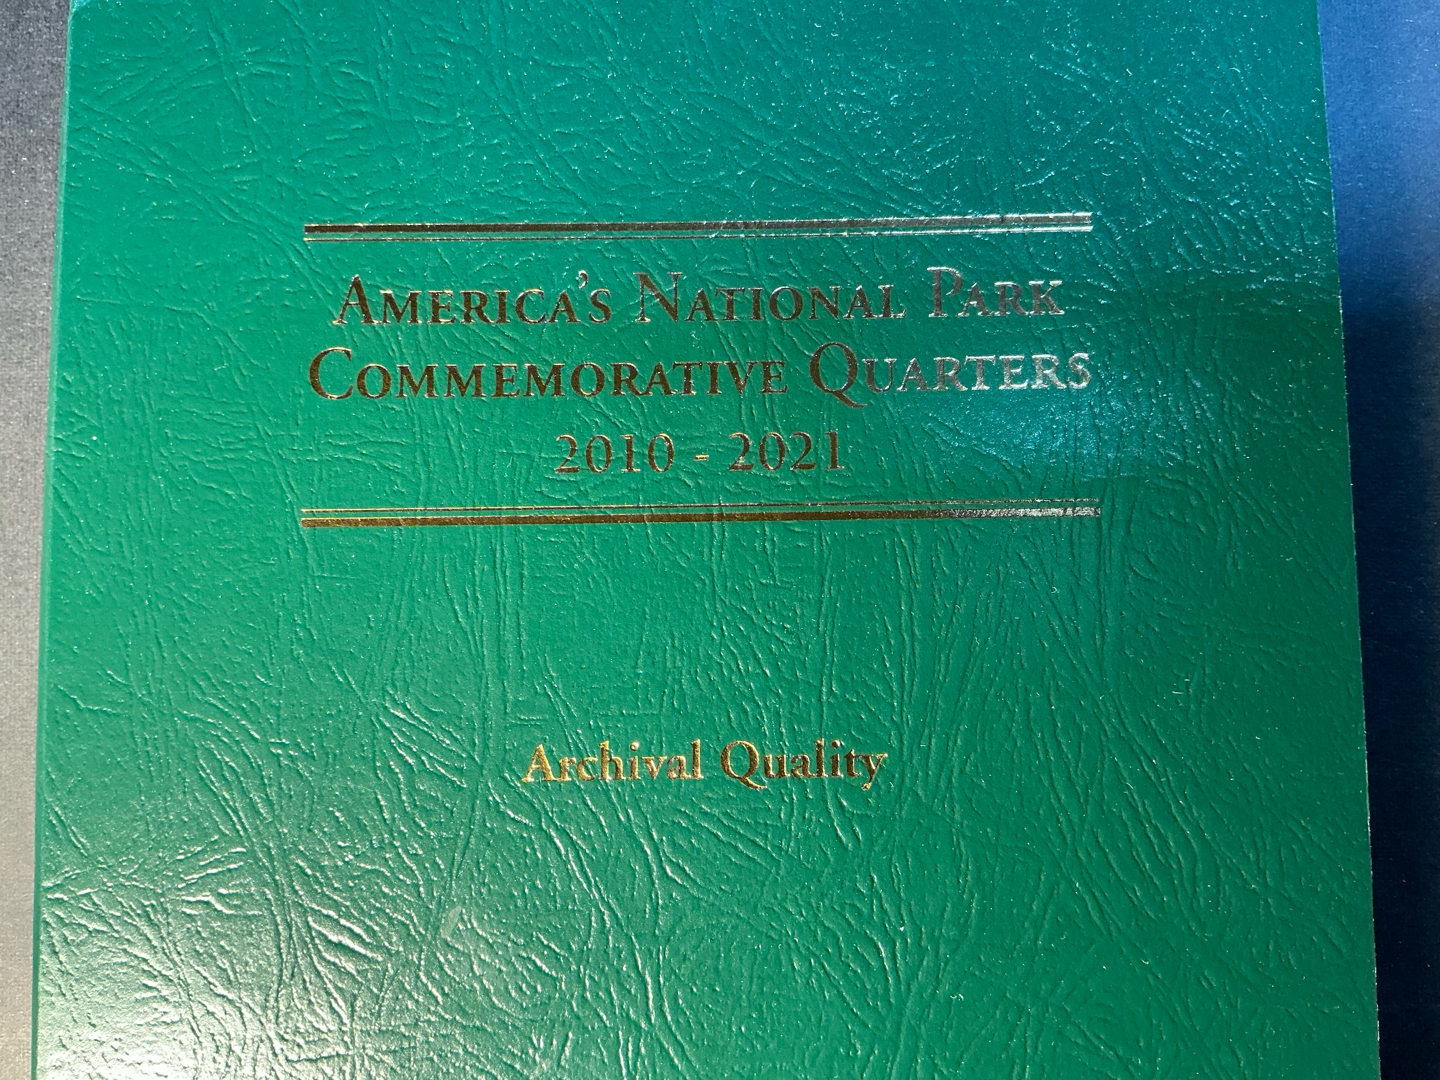 America's National Park
Commemorative Quarters
2010 - 2021
Archival Quality